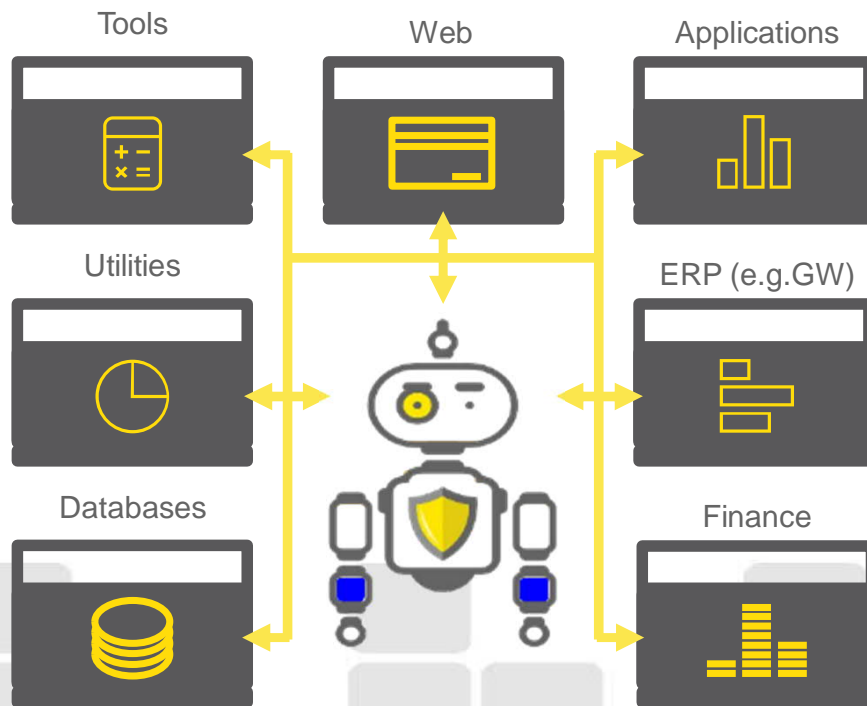 Tools
Web
Applications
Utilities
ERP (e.g.GW)
Databases
Finance